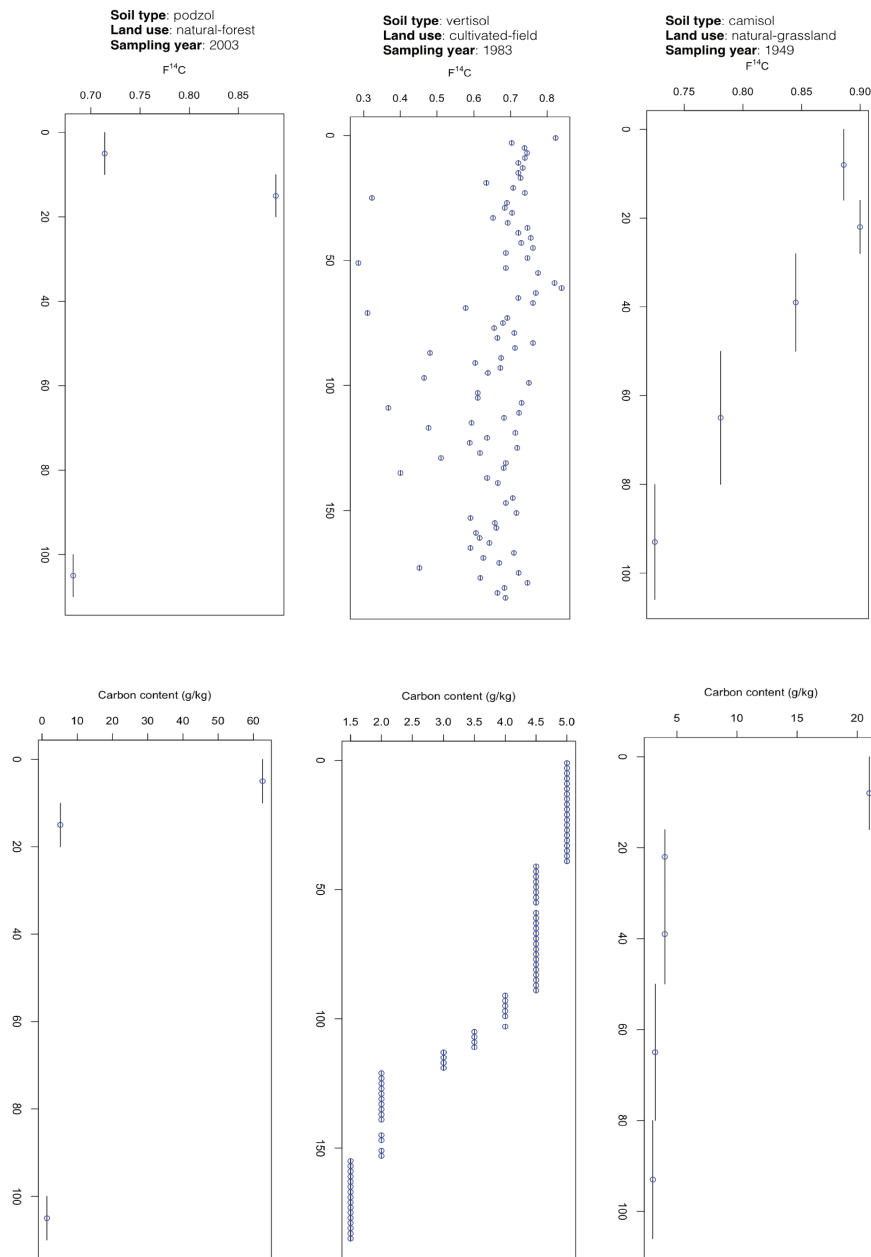 Soil type: podzol
Land use: natural-forest
Sampling year: 2003
F14C
0.70 0.75 0.80 0.85
0
20
40
60
80
100
Soil type: vertisol
Land use: cultivated-field
Sampling year: 1983
F14C
0.3 0.4 0.5 0.6 0.7 0.8
0
50
100
150
Soil type: camisol
Land use: natural-grassland
Sampling year: 1949
F14C
0.75 0.80 0.85 0.90
0
20
40
60
80
100
Carbon content (g/kg)
0 10 20 30 40 50 60
0
20
40
60
80
100
Carbon content (g/kg)
1.5 2.0 2.5 3.0 3.5 4.0 4.5 5.0
0
50
100
150
Carbon content (g/kg)
5 10 15 20
0
20
40
60
80
100